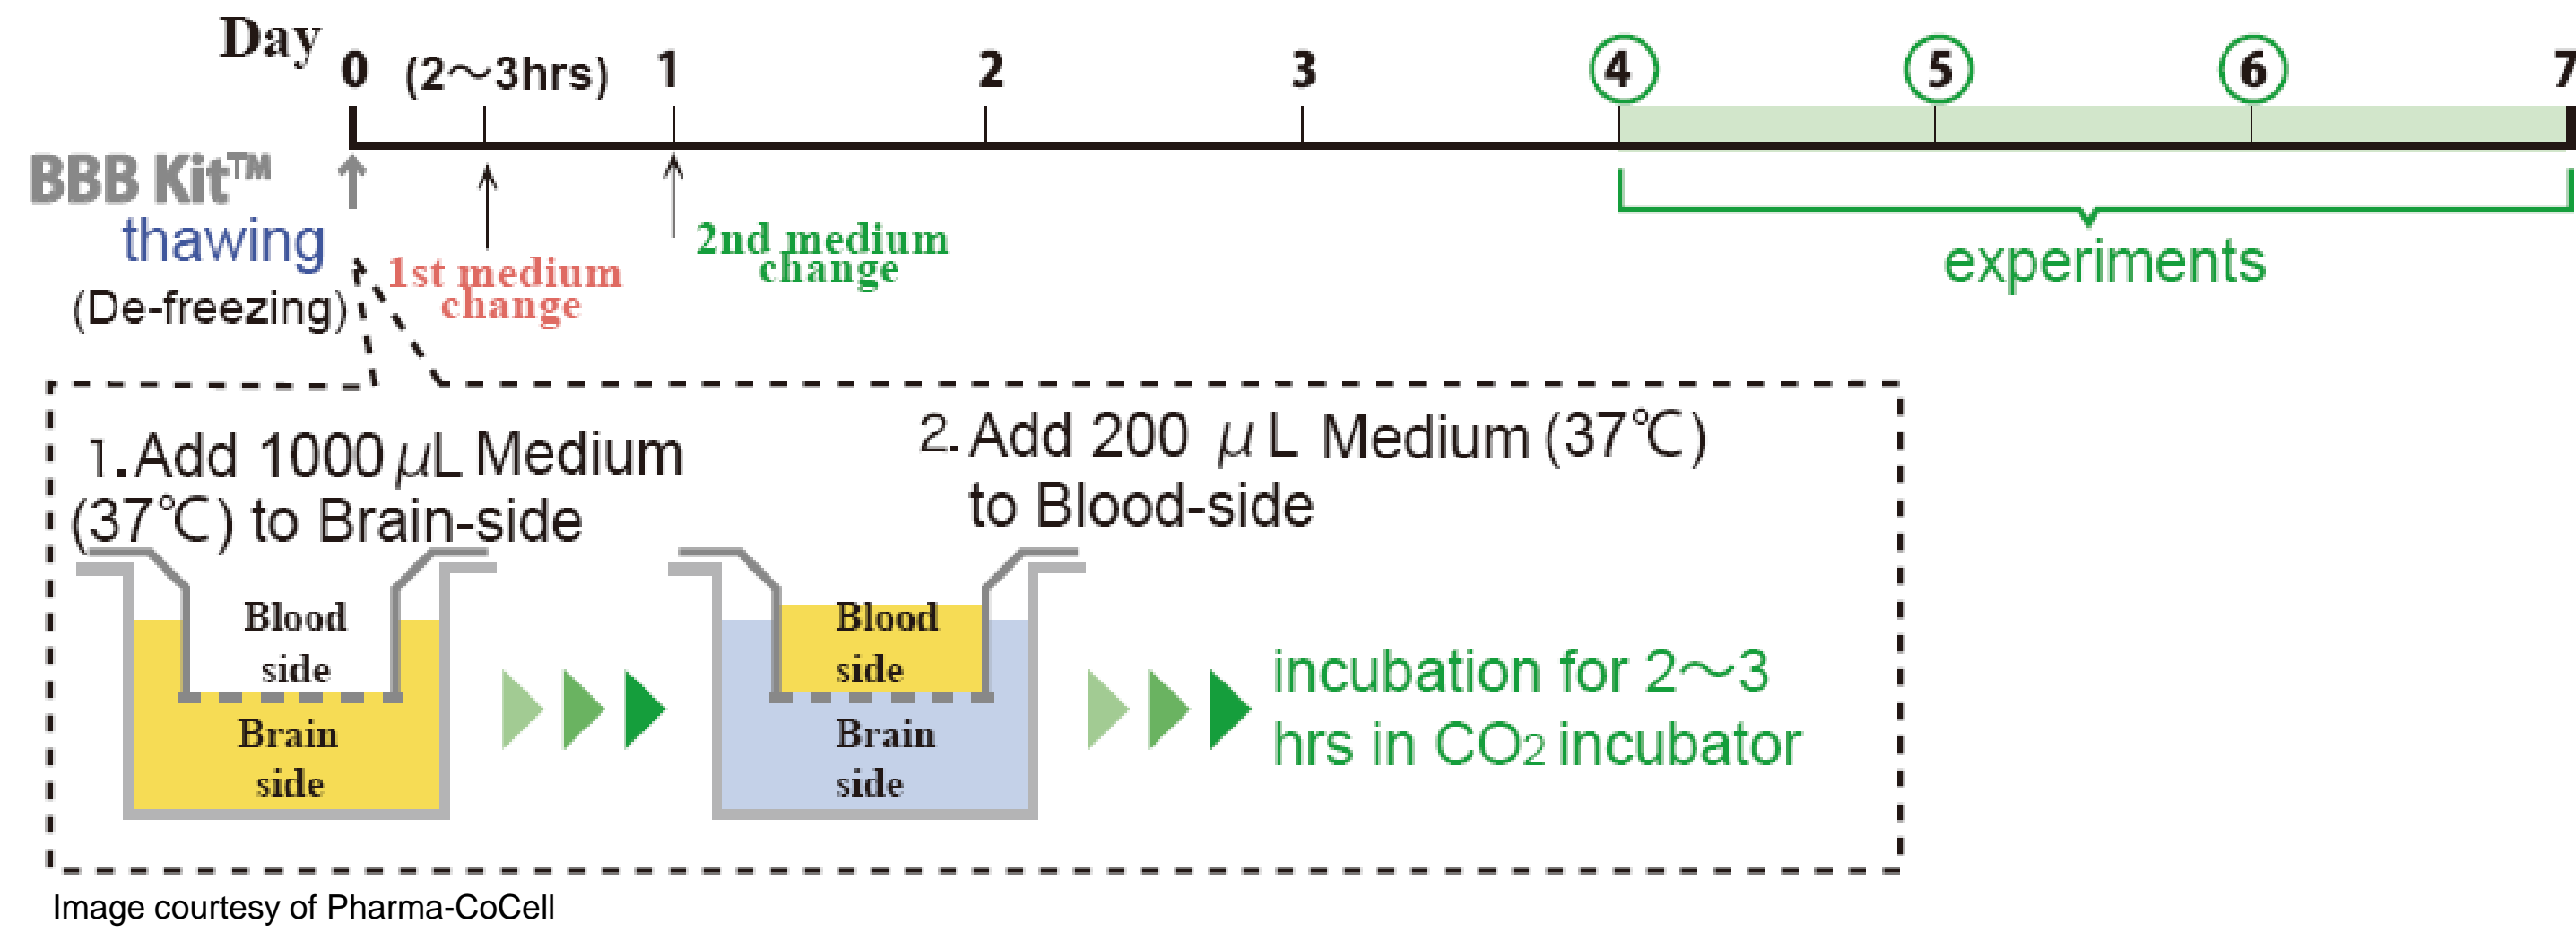 Day 0 (2～3hrs) 1 2 3 4 5 6 7
BBB Kit™
thawing
(De-freezing)
1st medium
change
2nd medium
change
experiments
1.Add 1000 μL Medium
(37℃) to Brain-side
2. Add 200 μL Medium (37℃)
to Blood-side
Blood
side
Brain
side
Blood
side
Brain
side
incubation for 2～3
hrs in CO2 incubator
Image courtesy of Pharma-CoCell